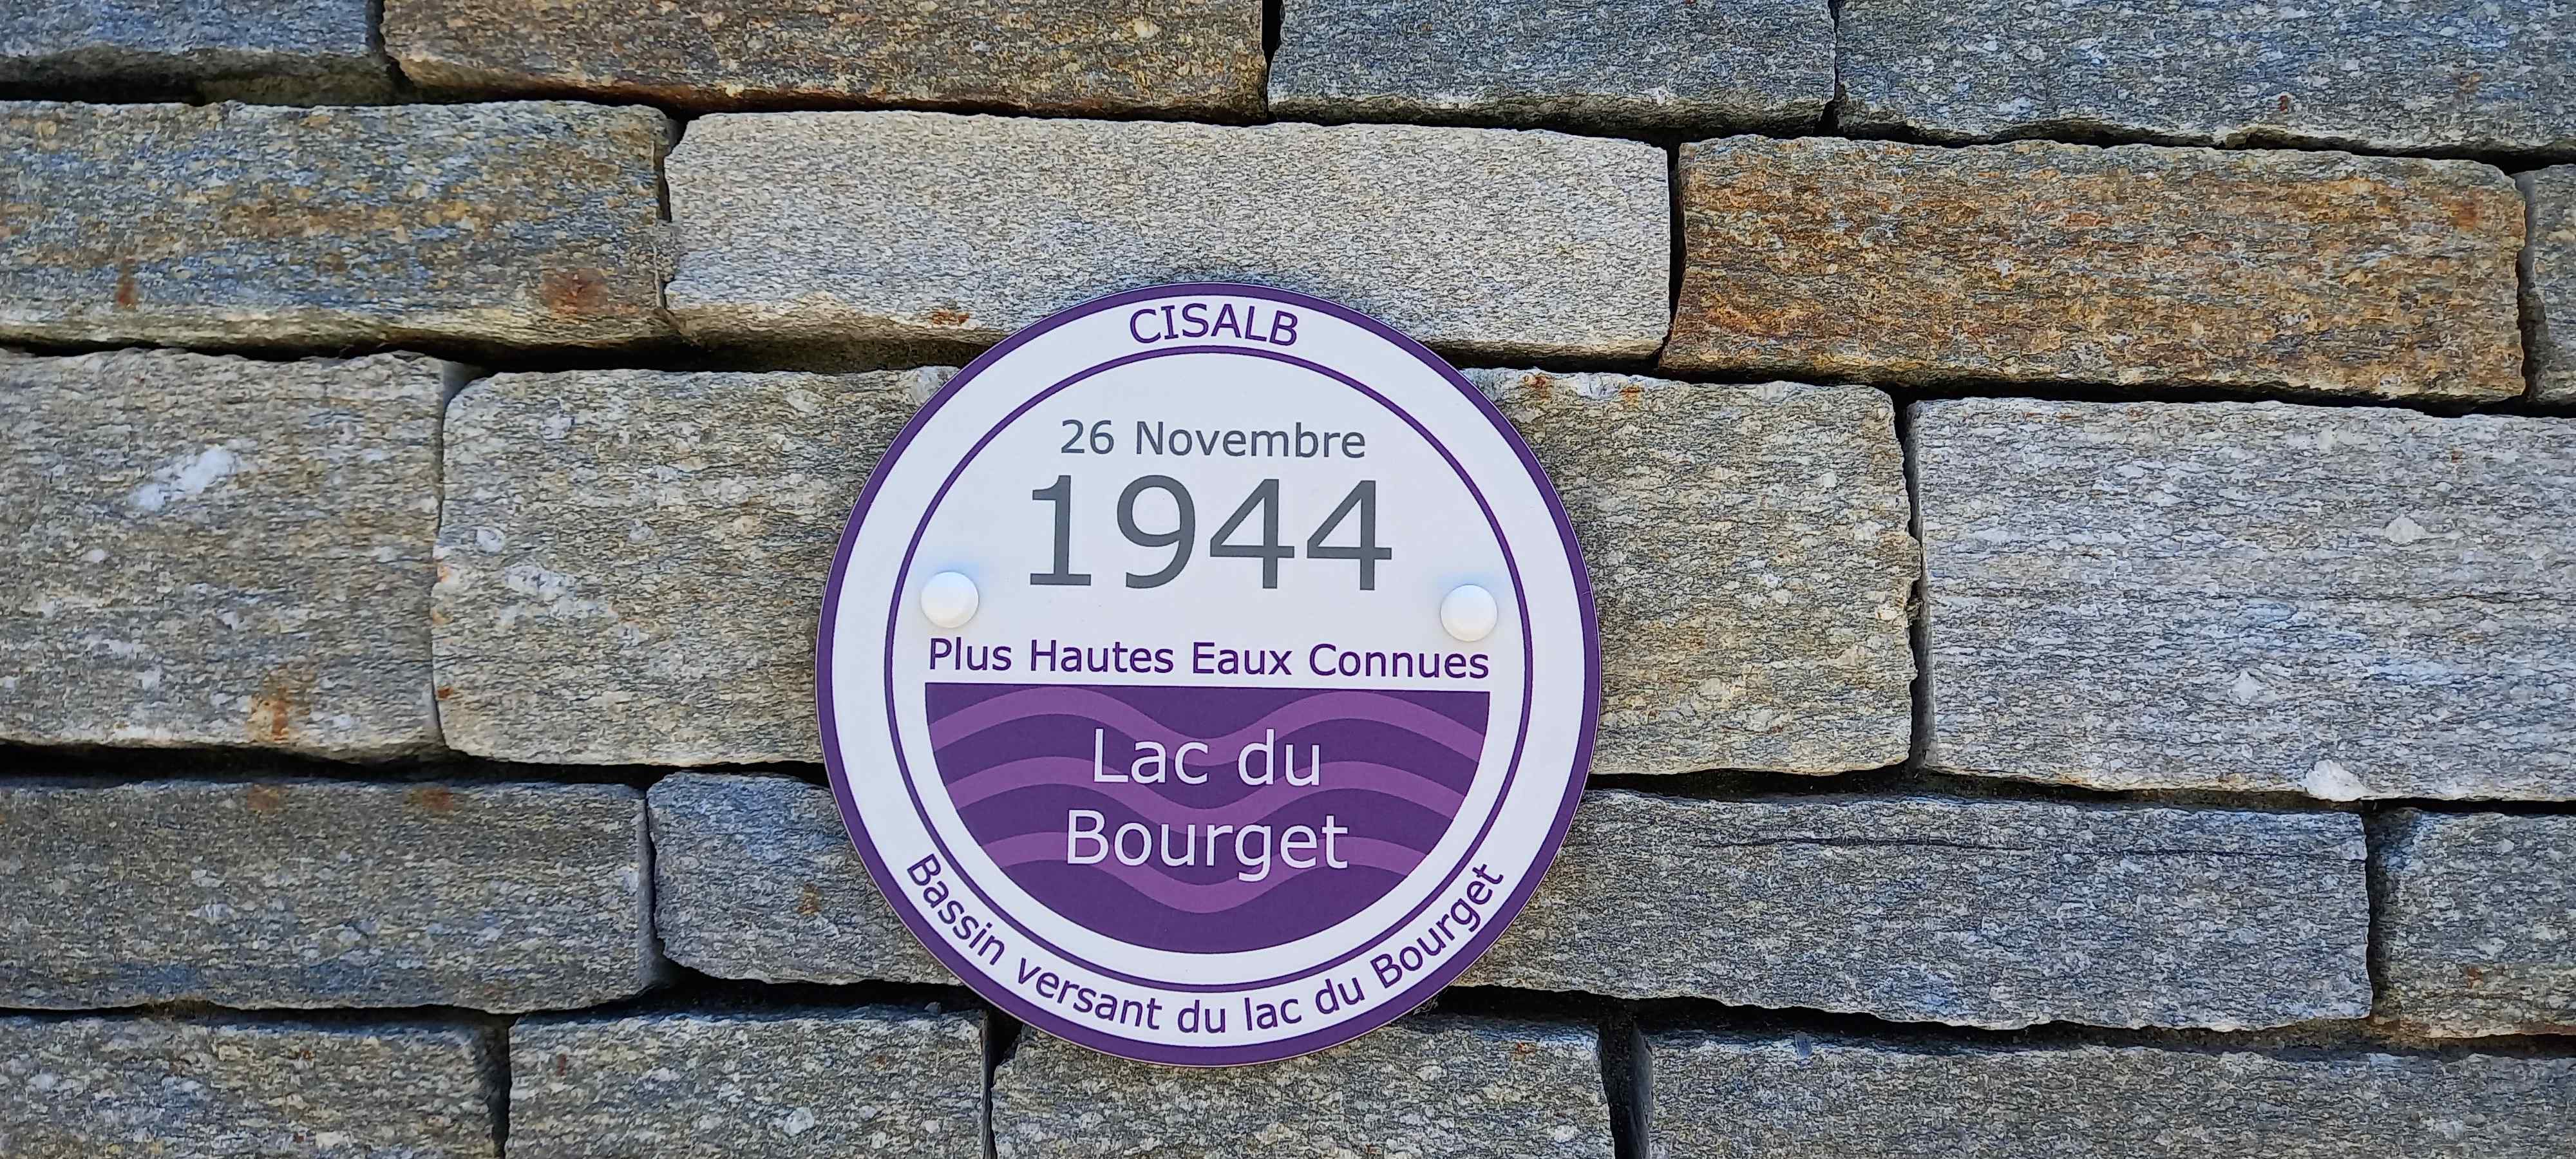 CISALB
26 Novembre
1944
Plus Hautes Eaux Connues
Lac du
Bourget
Bassin versant du lac du Bourget